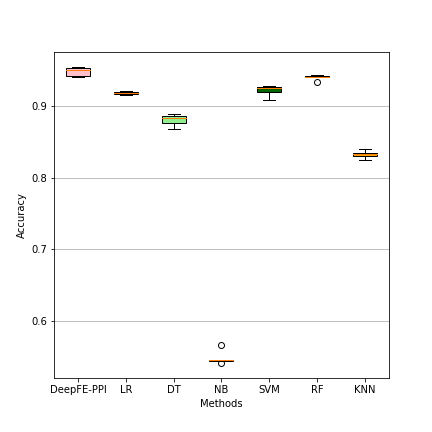 0.9
0.8
0.7
0.6
Accuracy
DeepFE-PPI LR DT NB SVM RF KNN
Methods